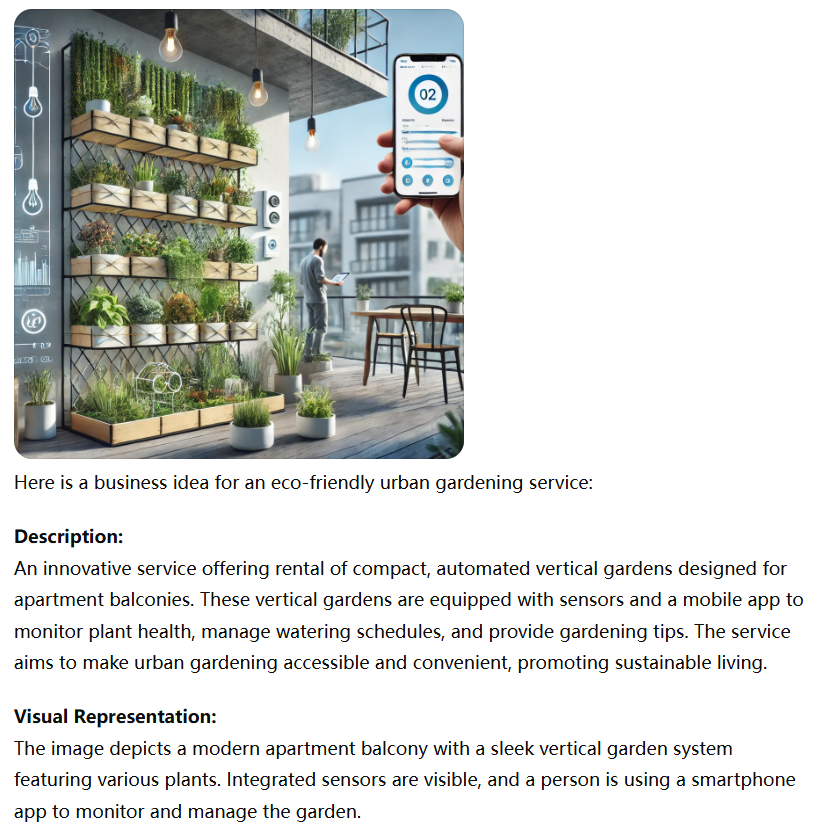 02
Here is a business idea for an eco-friendly urban gardening service:
Description:
An innovative service offering rental of compact, automated vertical gardens designed for
apartment balconies. These vertical gardens are equipped with sensors and a mobile app to
monitor plant health, manage watering schedules, and provide gardening tips. The service
aims to make urban gardening accessible and convenient, promoting sustainable living.
Visual Representation:
The image depicts a modern apartment balcony with a sleek vertical garden system
featuring various plants. Integrated sensors are visible, and a person is using a smartphone
app to monitor and manage the garden.